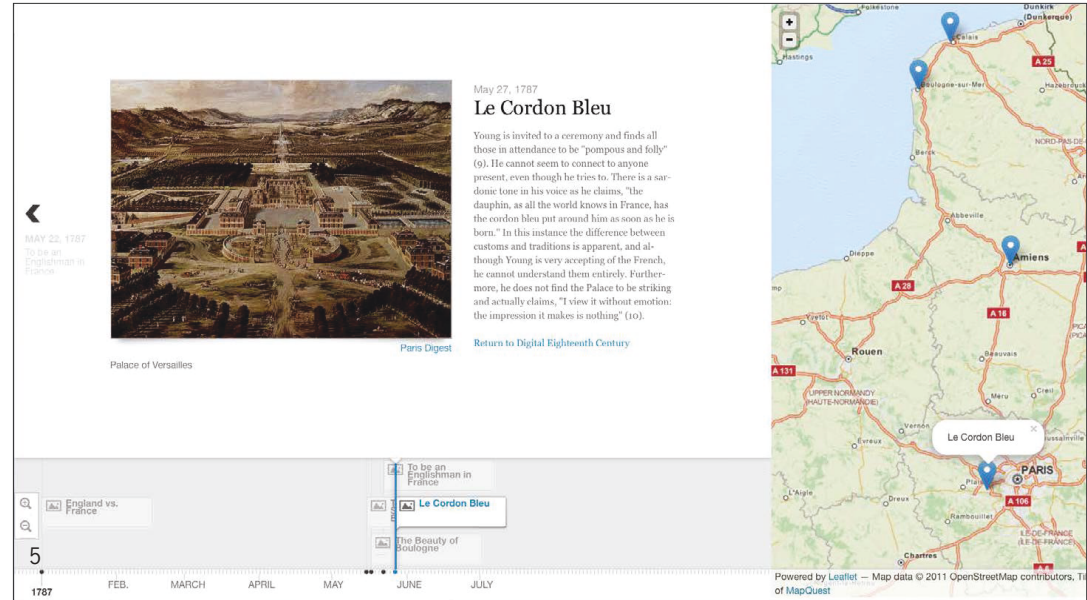 May 27, 1787
Le Cordon Bleu
Young is invited to a ceremony and finds all
those in attendance to be "pompous and folly"
(9). He cannot seem to connect to anyone
present, even though he tries to. There is a sar-
donic tone in his voice as he claims, "the
dauphin, as all the world knows in France, has
the cordon bleu put around him as soon as he is
born." In this instance the difference between
customs and traditions is apparent, and al-
though Young is very accepting of the French,
he cannot understand them entirely. Further-
more, he does not find the Palace to be striking
and actually claims, "I view it without emotion:
the impression it makes is nothing" (10).
Return to Digital Eighteenth Century
Paris Digest
Palace of Versailles
MAY 22, 1787
To be an
Englishman in
France
To be an
Englishman in
France
England vs.
France
Le Cordon Bleu
The Beauty of
Boulogne
5
1787
FEB.
MARCH
APRIL
MAY
JUNE
JULY
+
−
Folkestone
Dunkirk
(Dunkerque)
Calais
Hastings
A 25
Boulogne-sur-Mer
Hazebrouck
NORD-PAS-DE-
Berck
Abbeville
Dieppe
Amiens
A 28
A 16
Yvetot
Rouen
Beauvais
A 131
UPPER NORMANDY
(HAUTE-NORMANDIE)
Creil
Méru
Vernon
Le Cordon Bleu
×
Évreux
PARIS
L'Aigle
Dreux
A 106
Rambouillet
ILE-DE-FRANCE
(ÎLE-DE-FRANCE)
Chartres
Powered by Leaflet — Map data © 2011 OpenStreetMap contributors, Ti
of MapQuest